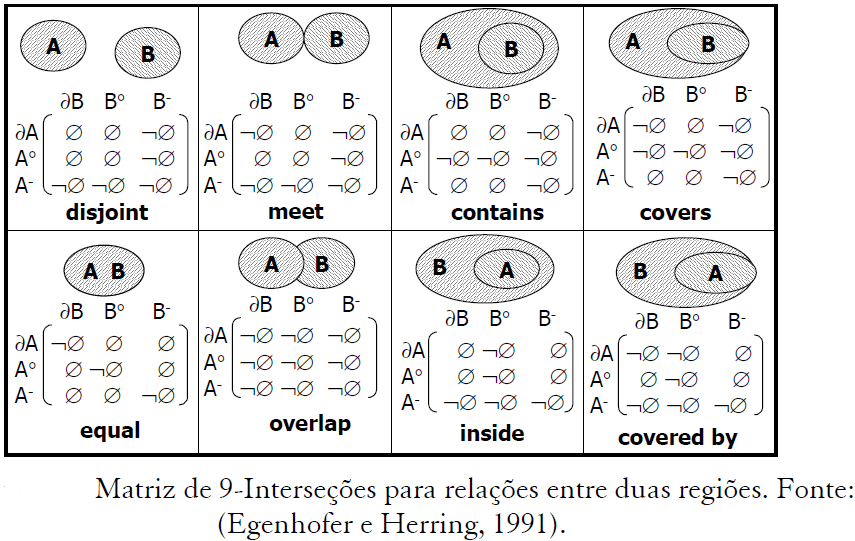 A B
∂B B° B⁻
∂A ∅ ∅ ¬∅
A° ∅ ∅ ¬∅
A⁻ ¬∅ ¬∅ ¬∅
disjoint
A B
∂B B° B⁻
∂A ¬∅ ∅ ¬∅
A° ∅ ∅ ¬∅
A⁻ ¬∅ ¬∅ ¬∅
meet
A B
∂B B° B⁻
∂A ∅ ∅ ¬∅
A° ¬∅ ¬∅ ¬∅
A⁻ ∅ ∅ ¬∅
contains
A B
∂B B° B⁻
∂A ¬∅ ∅ ¬∅
A° ¬∅ ¬∅ ¬∅
A⁻ ∅ ∅ ¬∅
covers
A B
∂B B° B⁻
∂A ¬∅ ∅ ∅
A° ∅ ¬∅ ∅
A⁻ ∅ ∅ ¬∅
equal
A B
∂B B° B⁻
∂A ¬∅ ¬∅ ¬∅
A° ¬∅ ¬∅ ¬∅
A⁻ ¬∅ ¬∅ ¬∅
overlap
B A
∂B B° B⁻
∂A ∅ ¬∅ ∅
A° ∅ ¬∅ ∅
A⁻ ¬∅ ¬∅ ¬∅
inside
B A
∂B B° B⁻
∂A ¬∅ ¬∅ ∅
A° ∅ ¬∅ ∅
A⁻ ¬∅ ¬∅ ¬∅
covered by
Matriz de 9-Interseções para relações entre duas regiões. Fonte:
(Egenhofer e Herring, 1991).